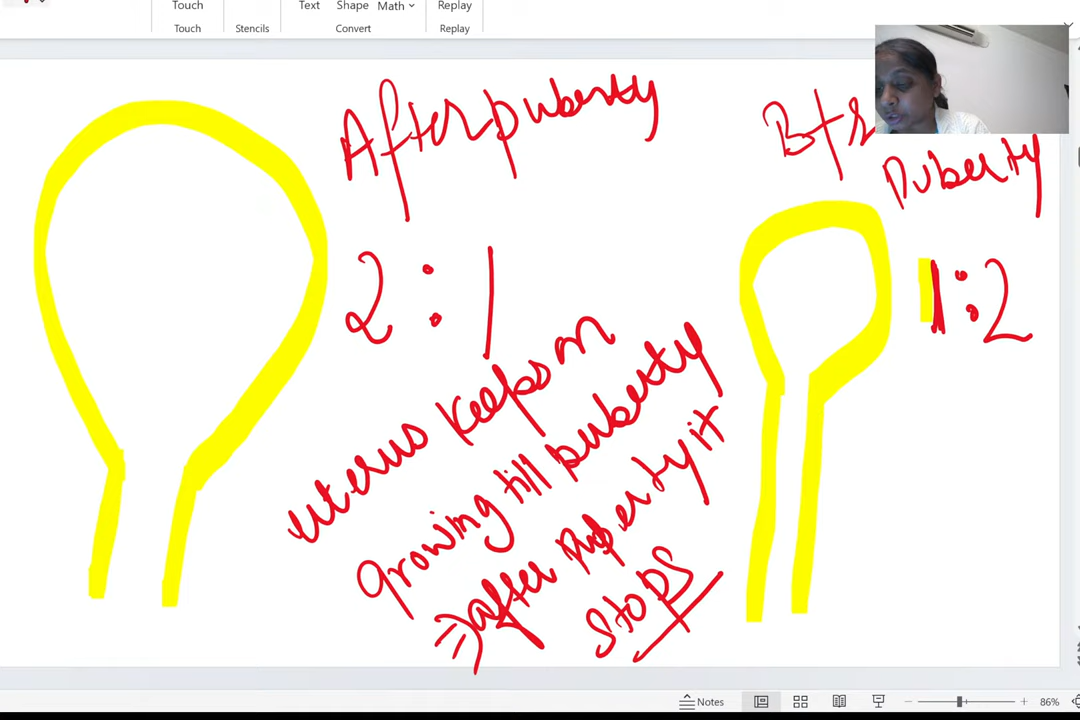 Touch
Text Shape Math
Replay
Touch
Stencils
Convert
Replay
After puberty
puberty
2 : 1
1 : 2
uterus keeps on
growing till puberty
⇒ after puberty it
stops
Notes
86%